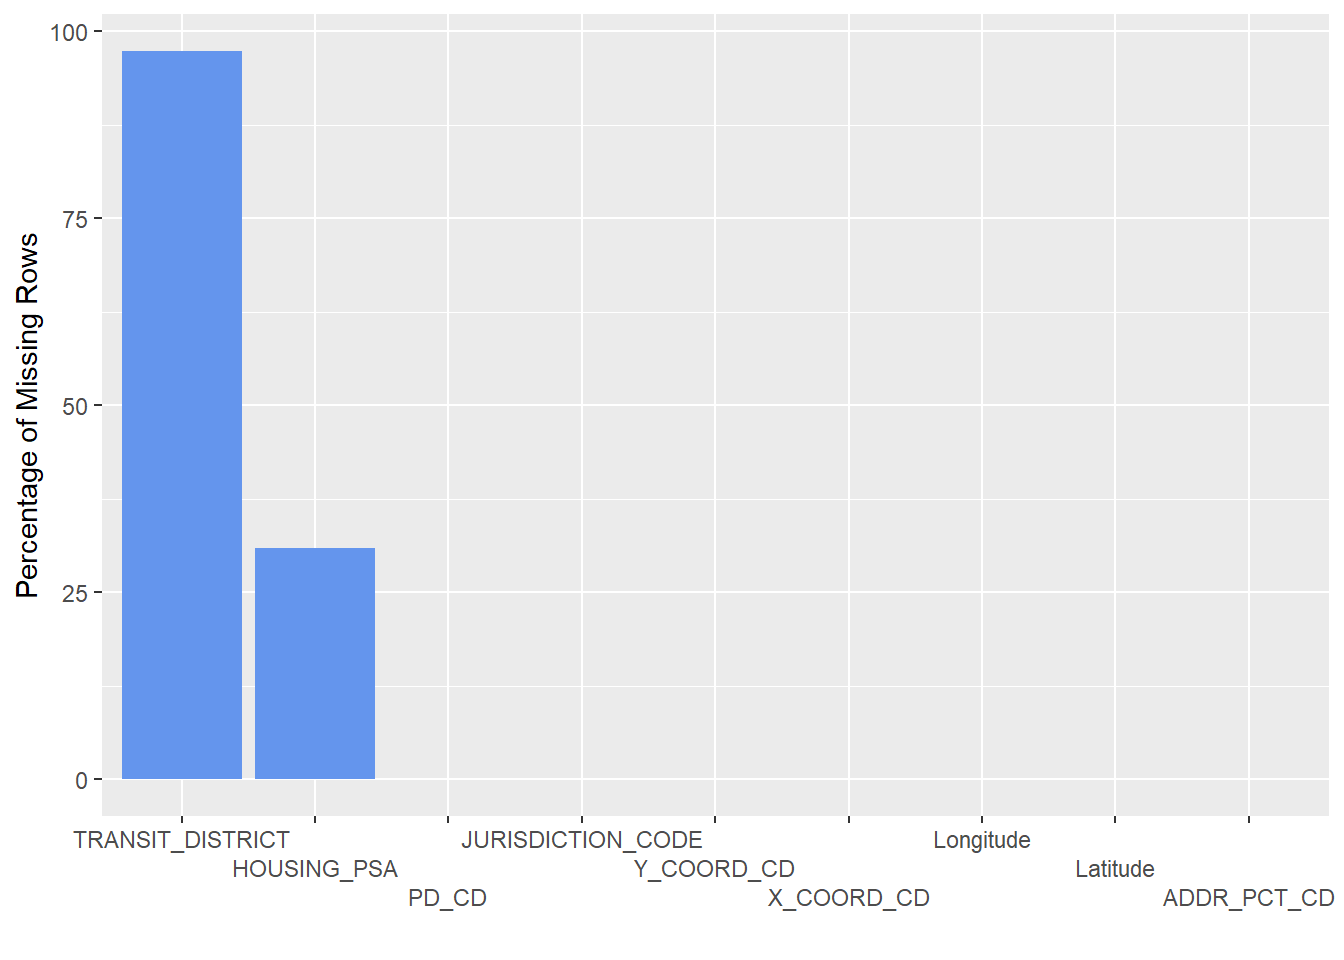 Percentage of Missing Rows
100
75
50
25
0
TRANSIT_DISTRICT
HOUSING_PSA
PD_CD
JURISDICTION_CODE
Y_COORD_CD
X_COORD_CD
Longitude
Latitude
ADDR_PCT_CD